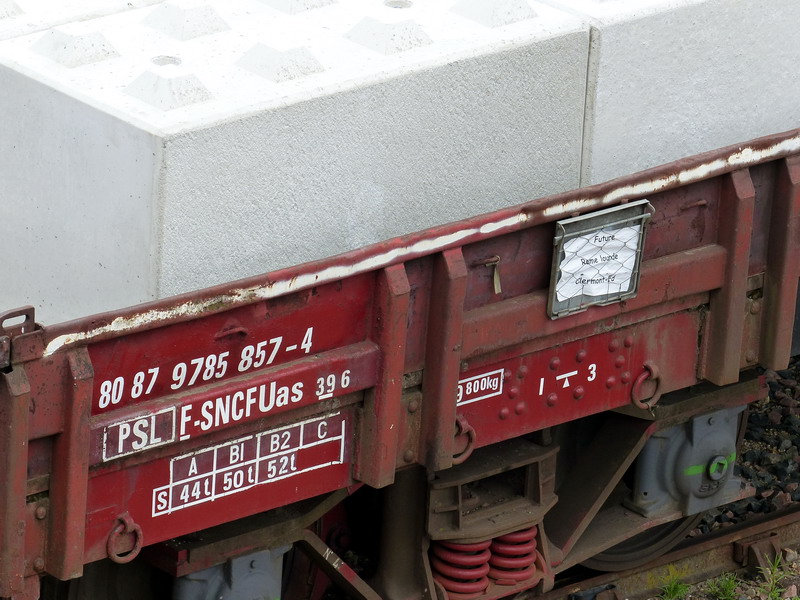 80 87 9785 857-4
PSL F-SNCF Uas 39 6
A B1 B2 C
S 44t 50t 52t
800kg
1 3
Future
Rame lourde
clermont-Fd